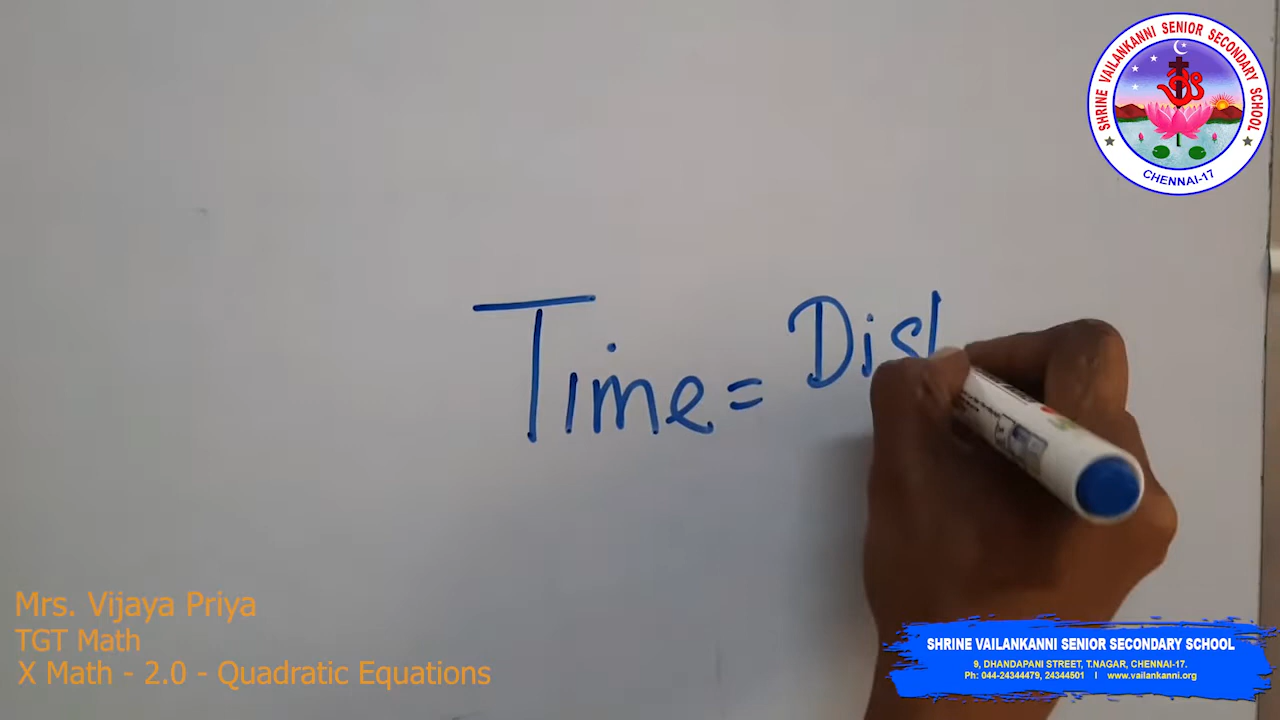 SHRINE VAILANKANNI SENIOR SECONDARY SCHOOL
CHENNAI-17
Time = Dist
Mrs. Vijaya Priya
TGT Math
X Math - 2.0 - Quadratic Equations
SHRINE VAILANKANNI SENIOR SECONDARY SCHOOL
9, DHANDAPANI STREET, T.NAGAR, CHENNAI-17.
Ph: 044-24344479, 24344501 I www.vailankanni.org